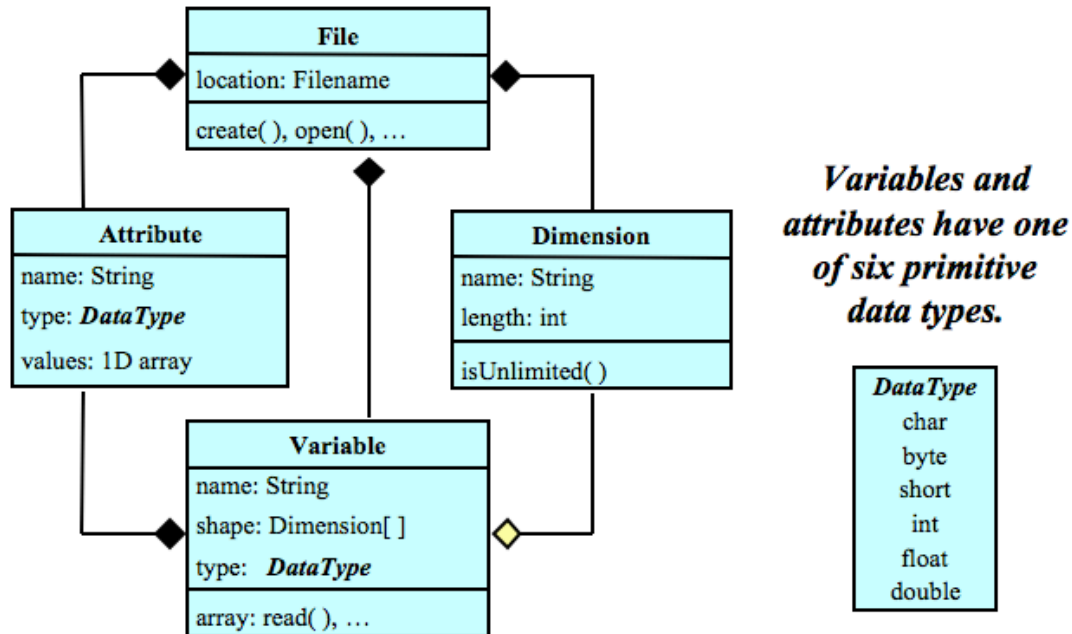 File
location: Filename
create( ), open( ), …
Attribute
name: String
type: DataType
values: 1D array
Dimension
name: String
length: int
isUnlimited( )
Variable
name: String
shape: Dimension[ ]
type: DataType
array: read( ), …
Variables and
attributes have one
of six primitive
data types.
DataType
char
byte
short
int
float
double